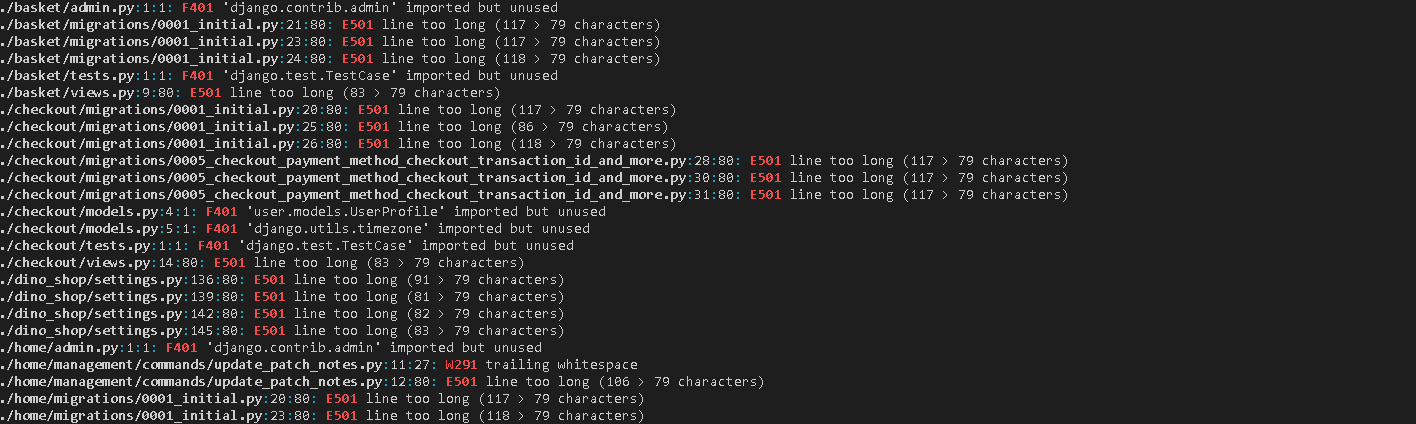 ./basket/admin.py:1:1: F401 'django.contrib.admin' imported but unused
./basket/migrations/0001_initial.py:21:80: E501 line too long (117 > 79 characters)
./basket/migrations/0001_initial.py:23:80: E501 line too long (117 > 79 characters)
./basket/migrations/0001_initial.py:24:80: E501 line too long (118 > 79 characters)
./basket/tests.py:1:1: F401 'django.test.TestCase' imported but unused
./basket/views.py:9:80: E501 line too long (83 > 79 characters)
./checkout/migrations/0001_initial.py:20:80: E501 line too long (117 > 79 characters)
./checkout/migrations/0001_initial.py:25:80: E501 line too long (86 > 79 characters)
./checkout/migrations/0001_initial.py:26:80: E501 line too long (118 > 79 characters)
./checkout/migrations/0005_checkout_payment_method_checkout_transaction_id_and_more.py:28:80: E501 line too long (117 > 79 characters)
./checkout/migrations/0005_checkout_payment_method_checkout_transaction_id_and_more.py:30:80: E501 line too long (117 > 79 characters)
./checkout/migrations/0005_checkout_payment_method_checkout_transaction_id_and_more.py:31:80: E501 line too long (117 > 79 characters)
./checkout/models.py:4:1: F401 'user.models.UserProfile' imported but unused
./checkout/models.py:5:1: F401 'django.utils.timezone' imported but unused
./checkout/tests.py:1:1: F401 'django.test.TestCase' imported but unused
./checkout/views.py:14:80: E501 line too long (83 > 79 characters)
./dino_shop/settings.py:136:80: E501 line too long (91 > 79 characters)
./dino_shop/settings.py:139:80: E501 line too long (81 > 79 characters)
./dino_shop/settings.py:142:80: E501 line too long (82 > 79 characters)
./dino_shop/settings.py:145:80: E501 line too long (83 > 79 characters)
./home/admin.py:1:1: F401 'django.contrib.admin' imported but unused
./home/management/commands/update_patch_notes.py:11:27: W291 trailing whitespace
./home/management/commands/update_patch_notes.py:12:80: E501 line too long (106 > 79 characters)
./home/migrations/0001_initial.py:20:80: E501 line too long (117 > 79 characters)
./home/migrations/0001_initial.py:23:80: E501 line too long (118 > 79 characters)